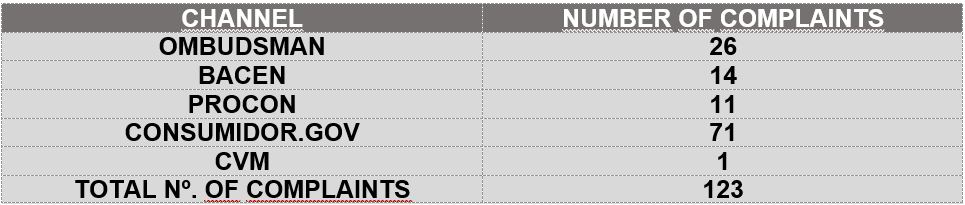 CHANNEL NUMBER OF COMPLAINTS
OMBUDSMAN 26
BACEN 14
PROCON 11
CONSUMIDOR.GOV 71
CVM 1
TOTAL Nº. OF COMPLAINTS 123